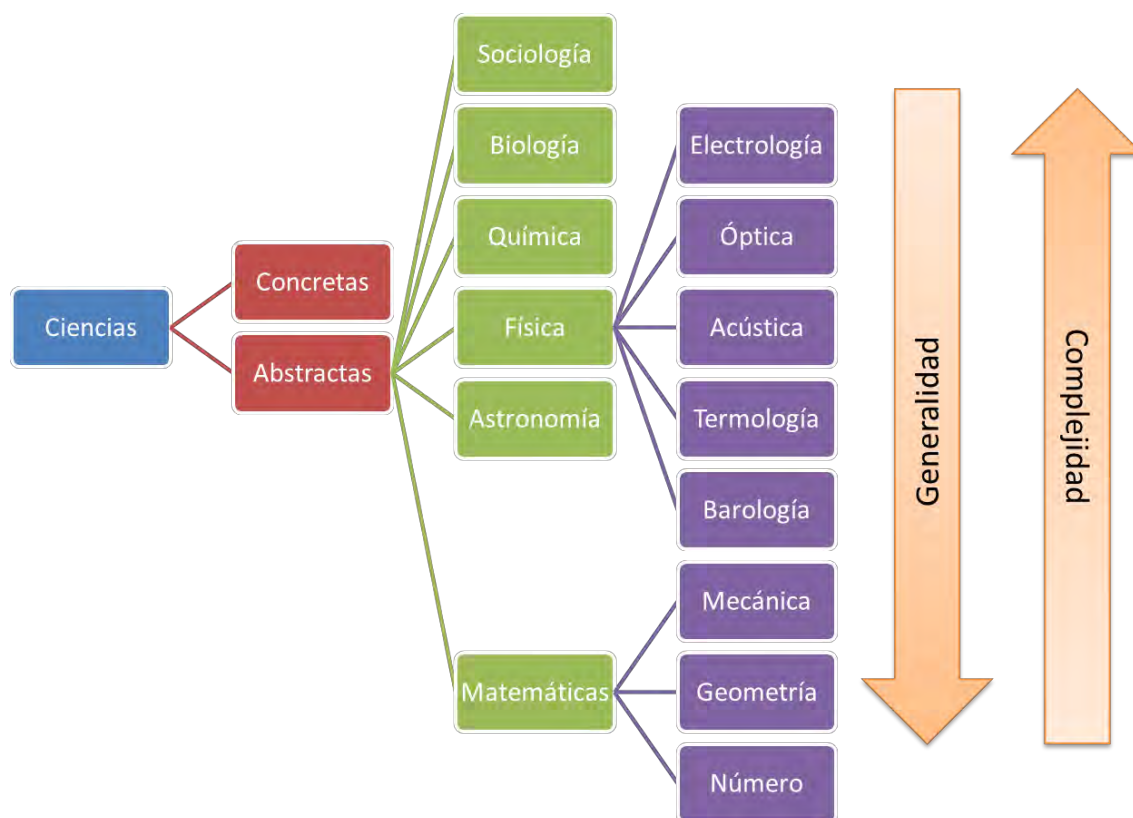 Ciencias
Concretas
Abstractas
Sociología
Biología
Química
Física
Astronomía
Matemáticas
Electrología
Óptica
Acústica
Termología
Barología
Mecánica
Geometría
Número
Generalidad
Complejidad